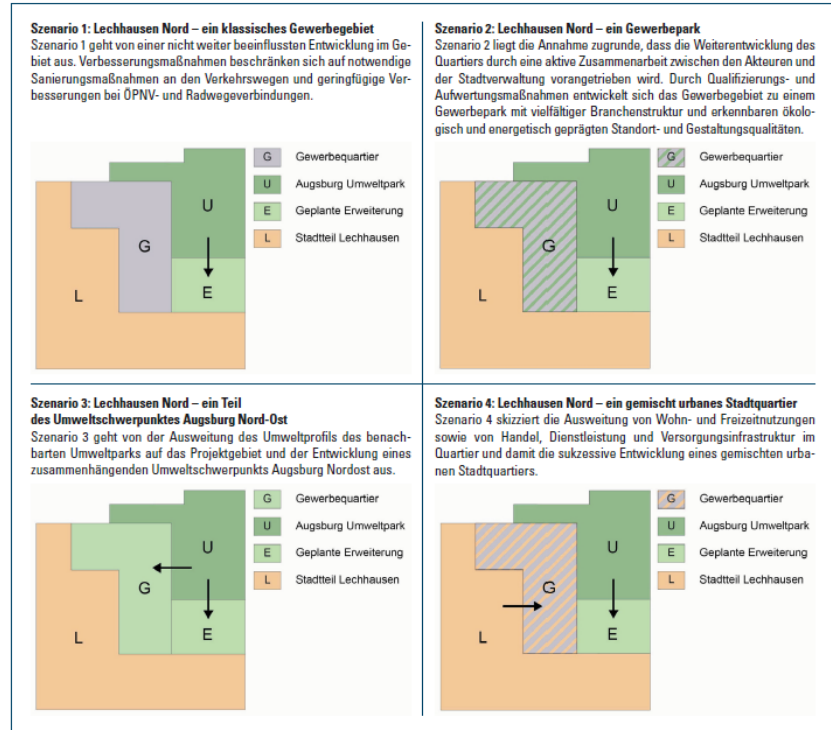 Szenario 1: Lechhausen Nord – ein klassisches Gewerbegebiet
Szenario 1 geht von einer nicht weiter beeinflussten Entwicklung im Ge-
biet aus. Verbesserungsmaßnahmen beschränken sich auf notwendige
Sanierungsmaßnahmen an den Verkehrswegen und geringfügige Ver-
besserungen bei ÖPNV- und Radwegeverbindungen.
G Gewerbequartier
U Augsburg Umweltpark
E Geplante Erweiterung
L Stadtteil Lechhausen
U
G
L
E
Szenario 2: Lechhausen Nord – ein Gewerbepark
Szenario 2 liegt die Annahme zugrunde, dass die Weiterentwicklung des
Quartiers durch eine aktive Zusammenarbeit zwischen den Akteuren und
der Stadtverwaltung vorangetrieben wird. Durch Qualifizierungs- und
Aufwertungsmaßnahmen entwickelt sich das Gewerbegebiet zu einem
Gewerbepark mit vielfältiger Branchenstruktur und erkennbaren ökolo-
gisch und energetisch geprägten Standort- und Gestaltungsqualitäten.
G Gewerbequartier
U Augsburg Umweltpark
E Geplante Erweiterung
L Stadtteil Lechhausen
U
G
L
E
Szenario 3: Lechhausen Nord – ein Teil
des Umweltschwerpunktes Augsburg Nord-Ost
Szenario 3 geht von der Ausweitung des Umweltprofils des benach-
barten Umweltparks auf das Projektgebiet und der Entwicklung eines
zusammenhängenden Umweltschwerpunkts Augsburg Nordost aus.
G Gewerbequartier
U Augsburg Umweltpark
E Geplante Erweiterung
L Stadtteil Lechhausen
U
G
L
E
Szenario 4: Lechhausen Nord – ein gemischt urbanes Stadtquartier
Szenario 4 skizziert die Ausweitung von Wohn- und Freizeitnutzungen
sowie von Handel, Dienstleistung und Versorgungsinfrastruktur im
Quartier und damit die sukzessive Entwicklung eines gemischten urba-
nen Stadtquartiers.
G Gewerbequartier
U Augsburg Umweltpark
E Geplante Erweiterung
L Stadtteil Lechhausen
U
G
L
E